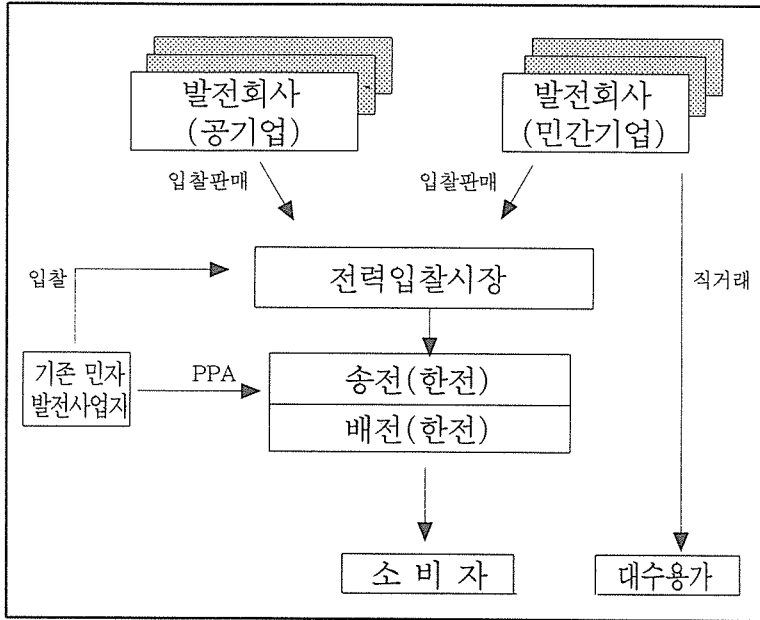 발전회사
(공기업)
발전회사
(민간기업)
입찰판매
입찰판매
입찰
전력입찰시장
직거래
기존 민자
발전사업자
PPA
송전(한전)
배전(한전)
소 비 자
대수용가